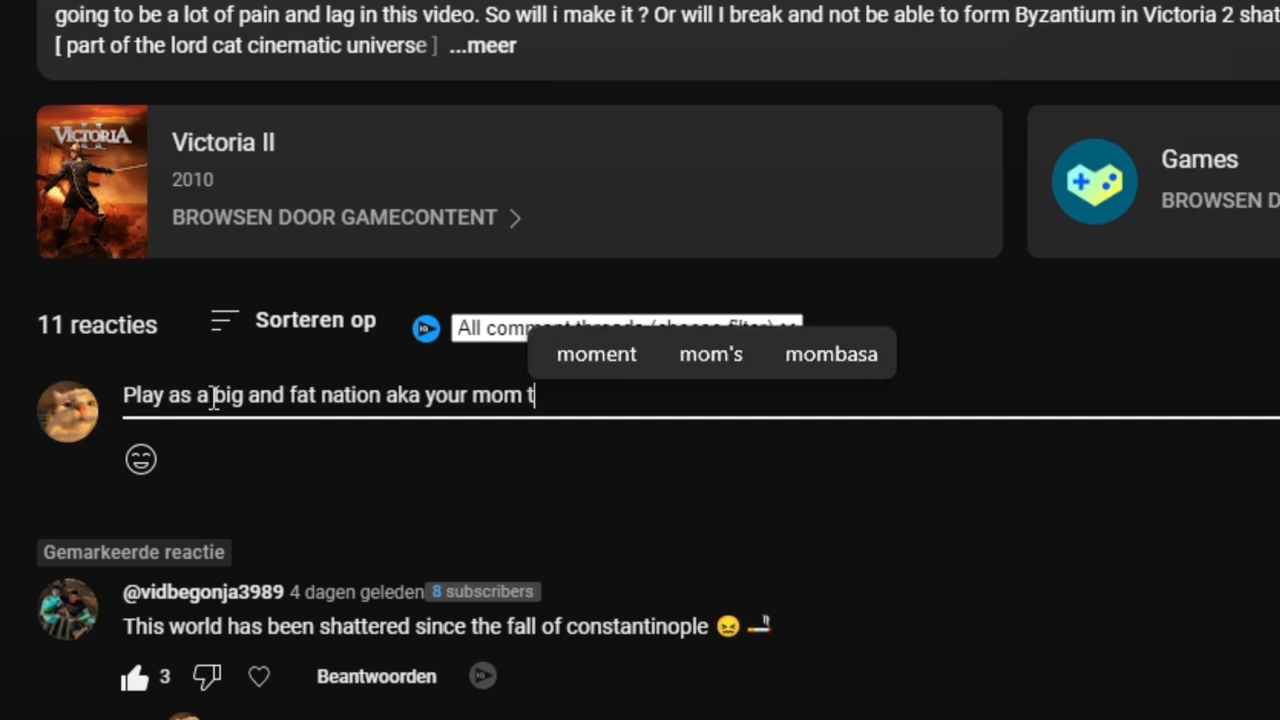 going to be a lot of pain and lag in this video. So will i make it ? Or will I break and not be able to form Byzantium in Victoria 2 shat
[ part of the lord cat cinematic universe ] ...meer
VICTORIA
Victoria II
2010
BROWSEN DOOR GAMECONTENT
Games
BROWSEN D
11 reacties
Sorteren op
All comment threads (choose filter)
moment mom's mombasa
Play as a big and fat nation aka your mom t
Gemarkeerde reactie
@vidbegonja3989 4 dagen geleden 8 subscribers
This world has been shattered since the fall of constantinople 😖 🚬
3
Beantwoorden